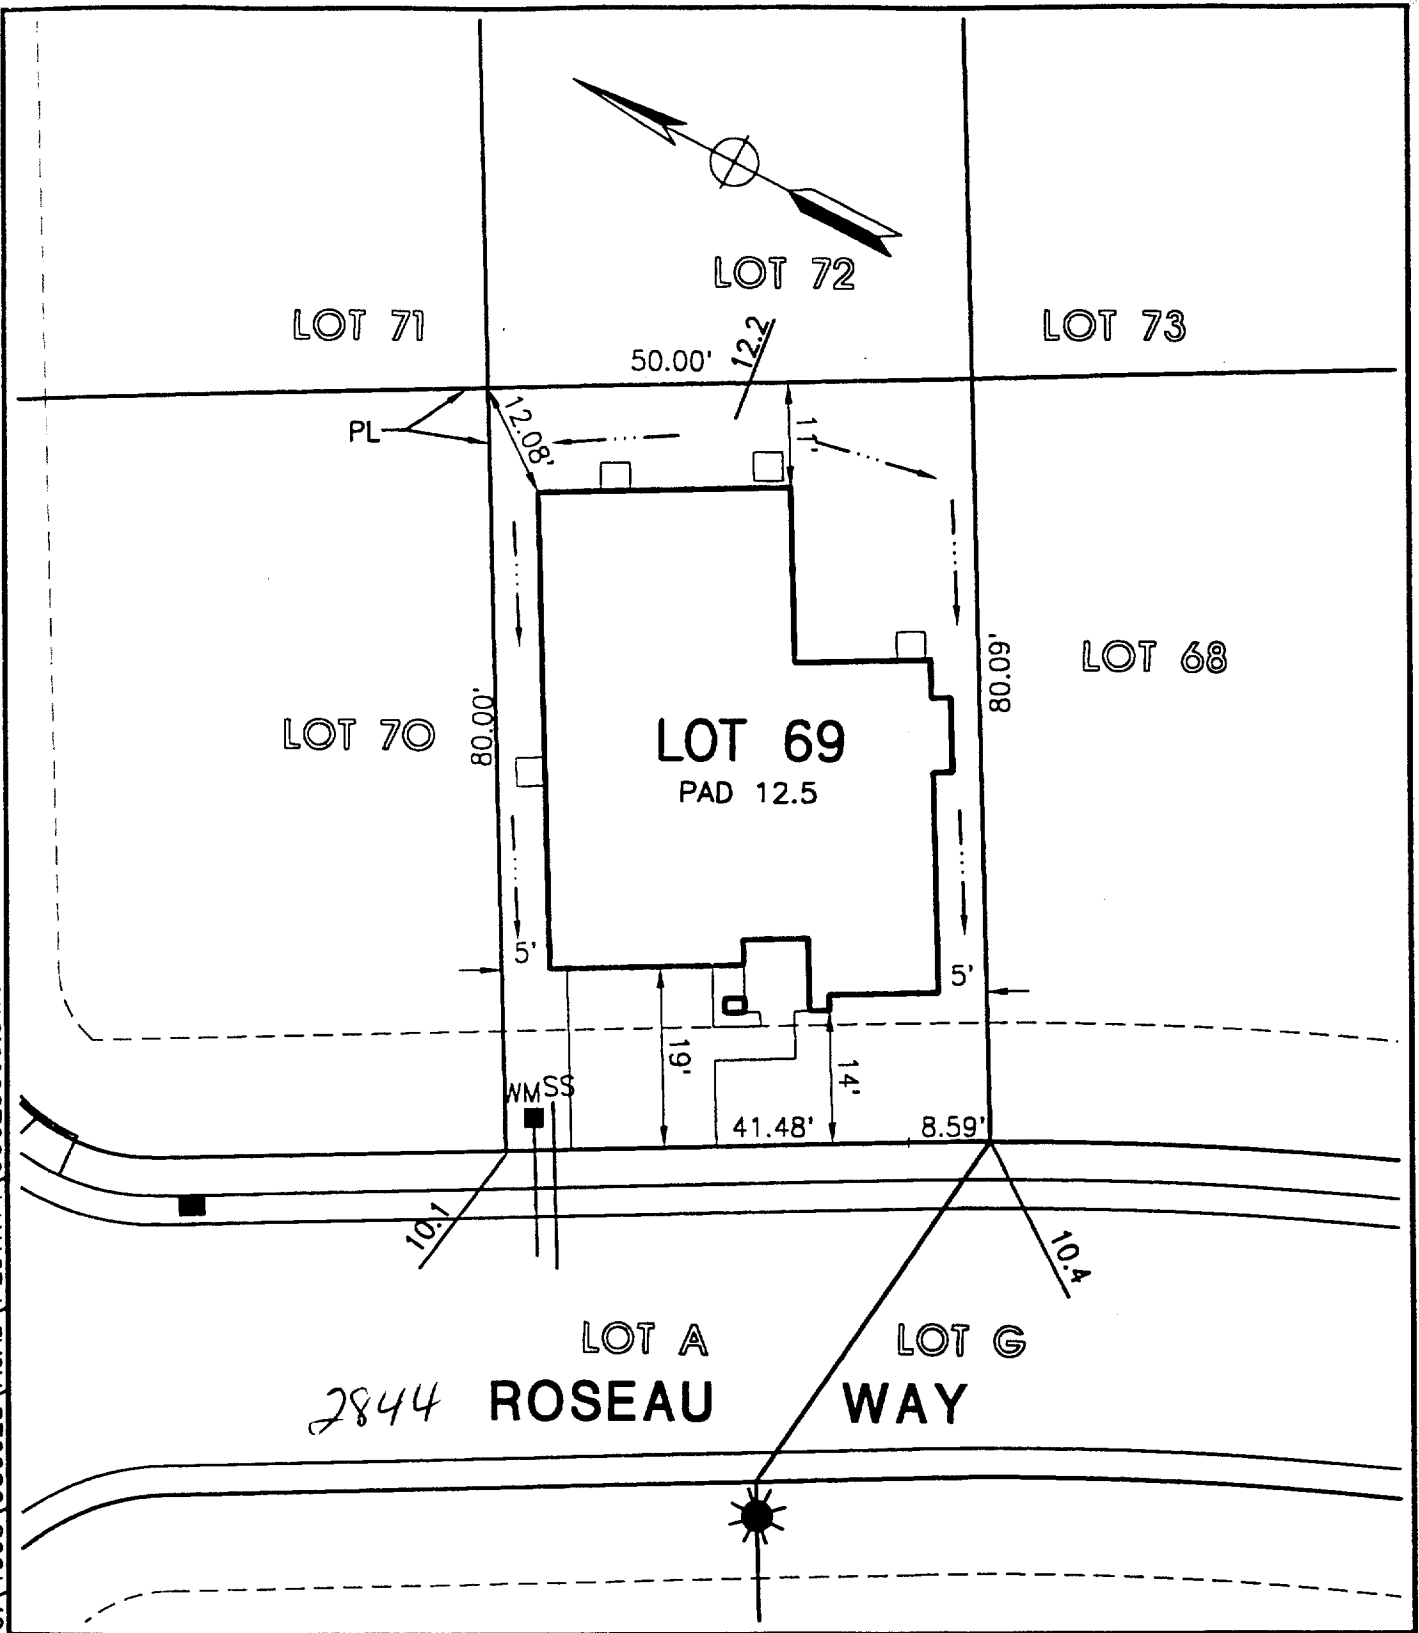 LOT 72
LOT 71
LOT 73
50.00'
12.2
PL
12.08'
11'
LOT 70
80.00'
LOT 69
PAD 12.5
80.09'
LOT 68
5'
5'
19'
14'
WM SS
41.48'
8.59'
10.1
10.4
LOT A
LOT G
2844 ROSEAU WAY